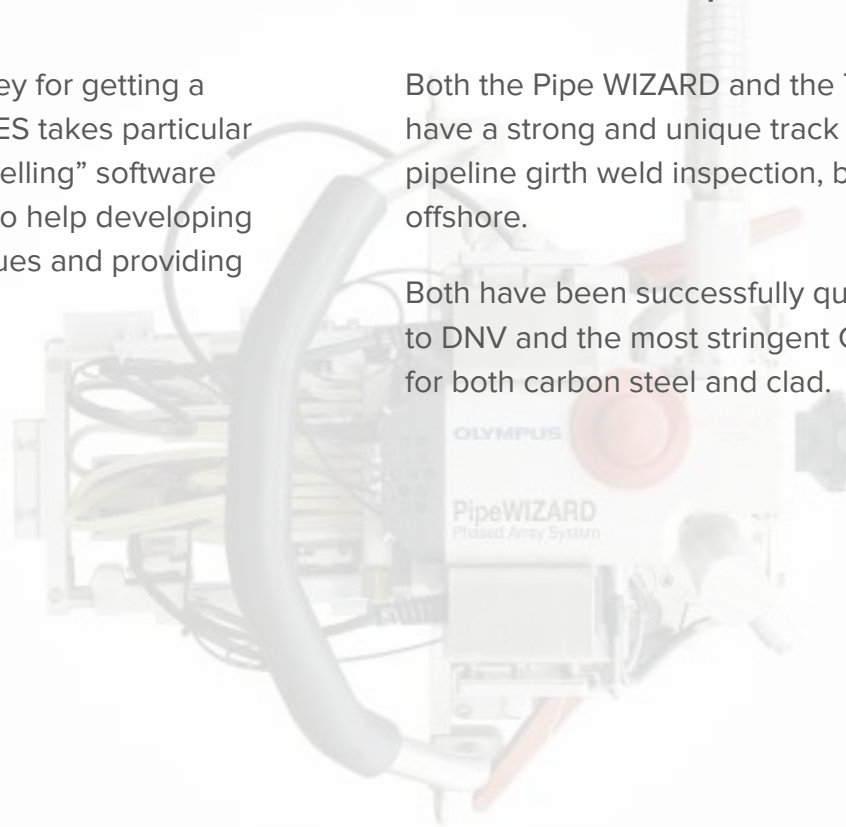 ey for getting a
ES takes particular
elling” software
o help developing
ues and providing
Both the Pipe WIZARD and the
have a strong and unique track
pipeline girth weld inspection, b
offshore.
Both have been successfully qu
to DNV and the most stringent
for both carbon steel and clad.
OLYMPUS
PipeWIZARD
Phased Array System